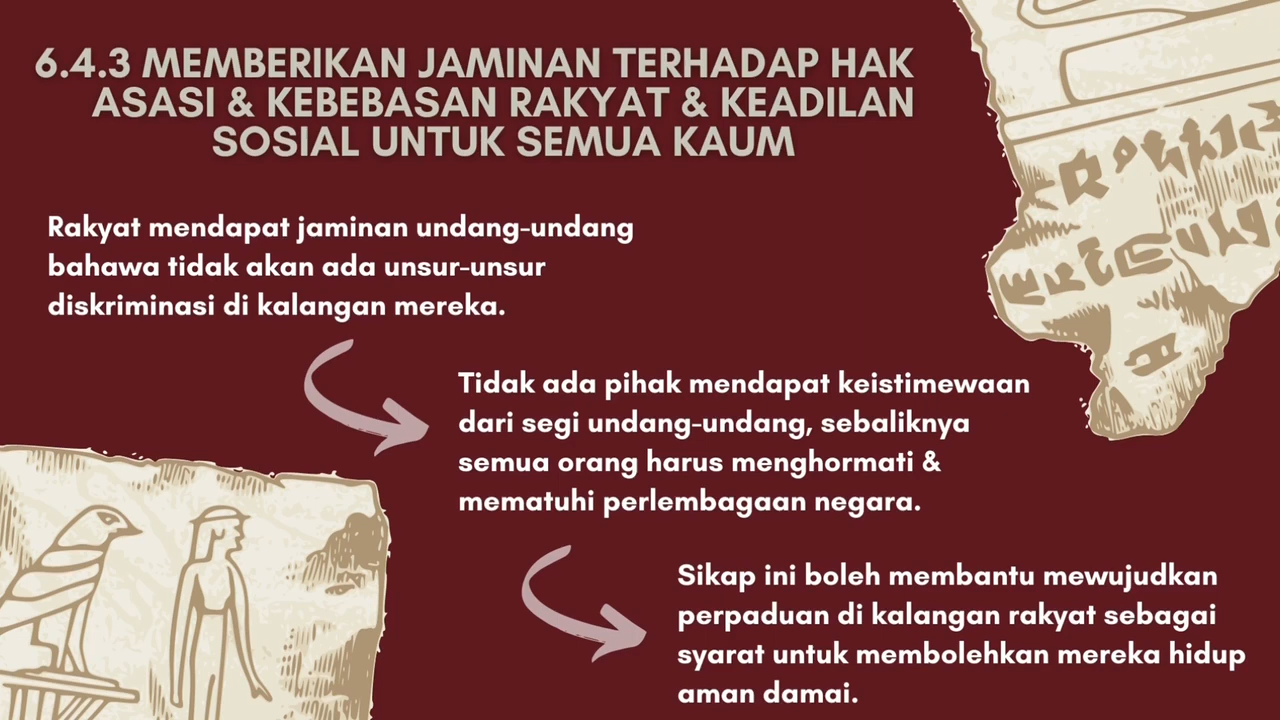 6.4.3 MEMBERIKAN JAMINAN TERHADAP HAK
ASASI & KEBEBASAN RAKYAT & KEADILAN
SOSIAL UNTUK SEMUA KAUM
Rakyat mendapat jaminan undang-undang
bahawa tidak akan ada unsur-unsur
diskriminasi di kalangan mereka.
Tidak ada pihak mendapat keistimewaan
dari segi undang-undang, sebaliknya
semua orang harus menghormati &
mematuhi perlembagaan negara.
Sikap ini boleh membantu mewujudkan
perpaduan di kalangan rakyat sebagai
syarat untuk membolehkan mereka hidup
aman damai.